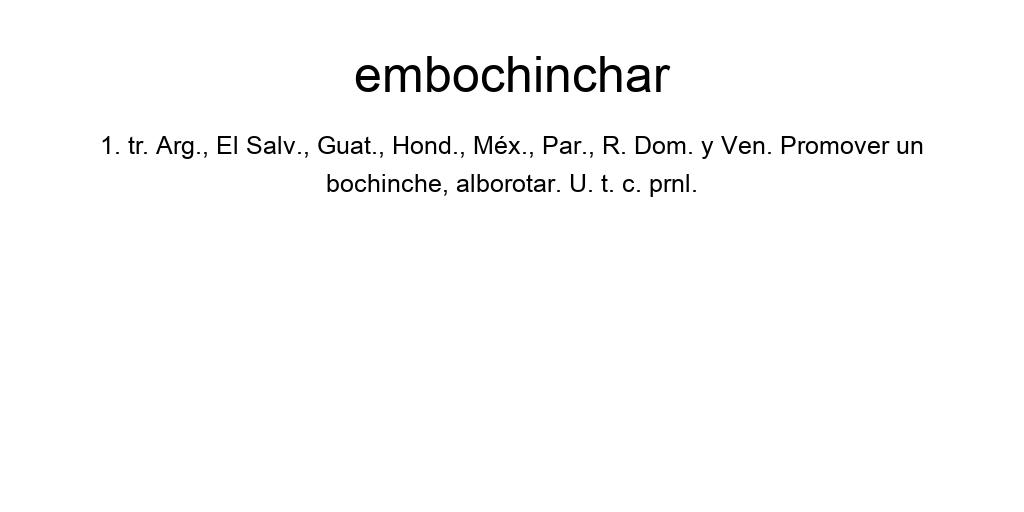 embochinchar
1. tr. Arg., El Salv., Guat., Hond., Méx., Par., R. Dom. y Ven. Promover un
bochinche, alborotar. U. t. c. prnl.